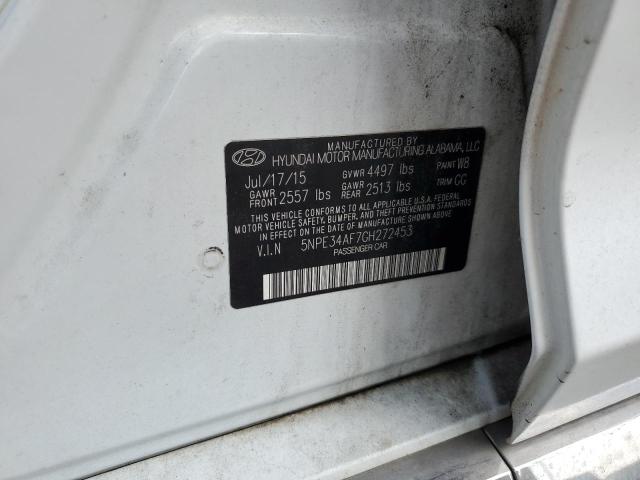 MANUFACTURED BY
HYUNDAI MOTOR MANUFACTURING ALABAMA, LLC
Jul/17/15 GVWR 4497 lbs PAINT W8
GAWR FRONT 2557 lbs GAWR REAR 2513 lbs TRIM GG
THIS VEHICLE CONFORMS TO ALL APPLICABLE U.S.A. FEDERAL
MOTOR VEHICLE SAFETY, BUMPER, AND THEFT PREVENTION STANDARDS
IN EFFECT ON THE DATE OF MANUFACTURE SHOWN ABOVE.
V.I.N 5NPE34AF7GH272453
PASSENGER CAR